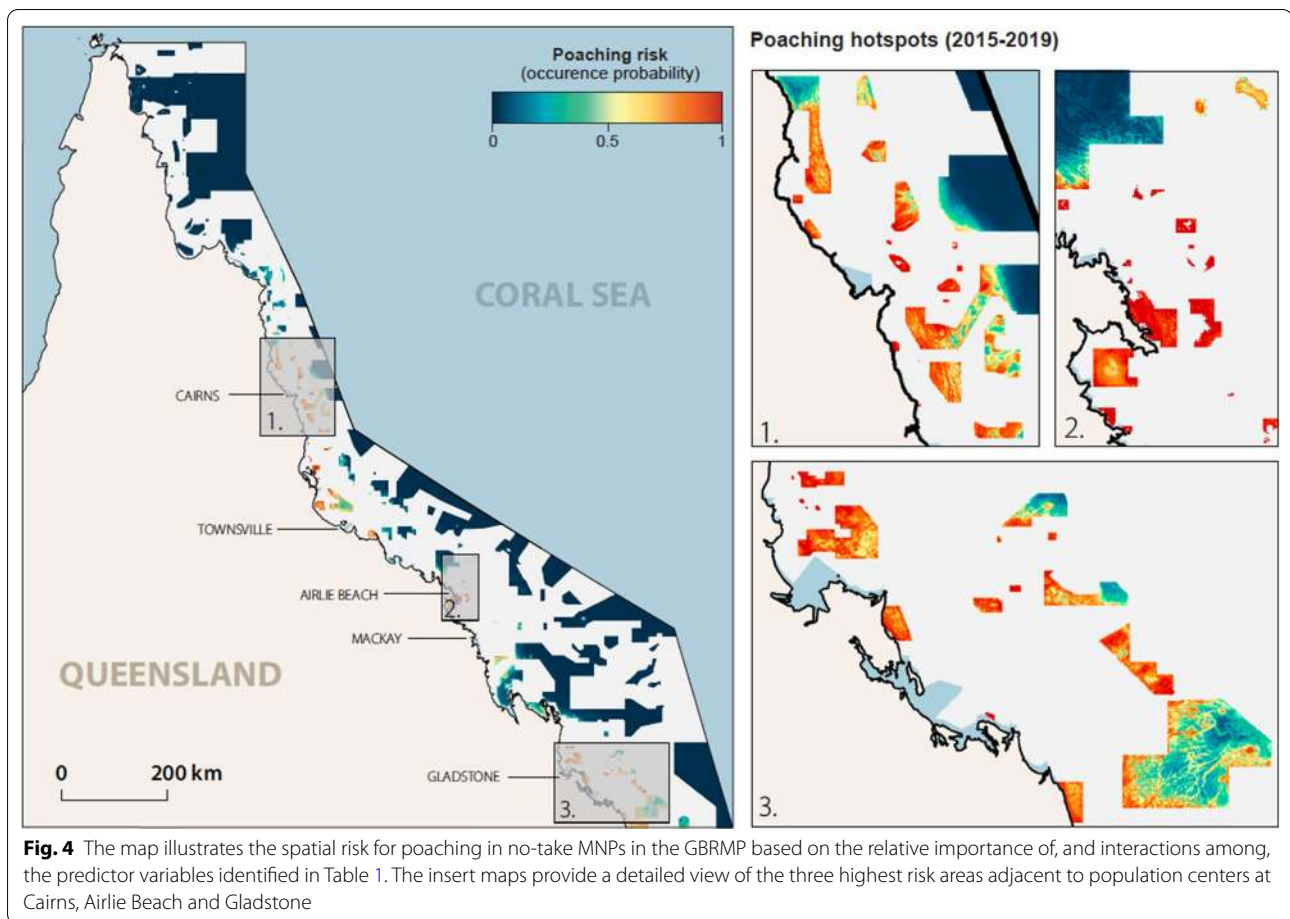 Poaching risk
(occurence probability)
0 0.5 1
CORAL SEA
CAIRNS
1.
TOWNSVILLE
AIRLIE BEACH
2.
MACKAY
QUEENSLAND
0 200 km
GLADSTONE
3.
Poaching hotspots (2015-2019)
1.
2.
3.
Fig. 4 The map illustrates the spatial risk for poaching in no-take MNPs in the GBRMP based on the relative importance of, and interactions among,
the predictor variables identified in Table 1. The insert maps provide a detailed view of the three highest risk areas adjacent to population centers at
Cairns, Airlie Beach and Gladstone